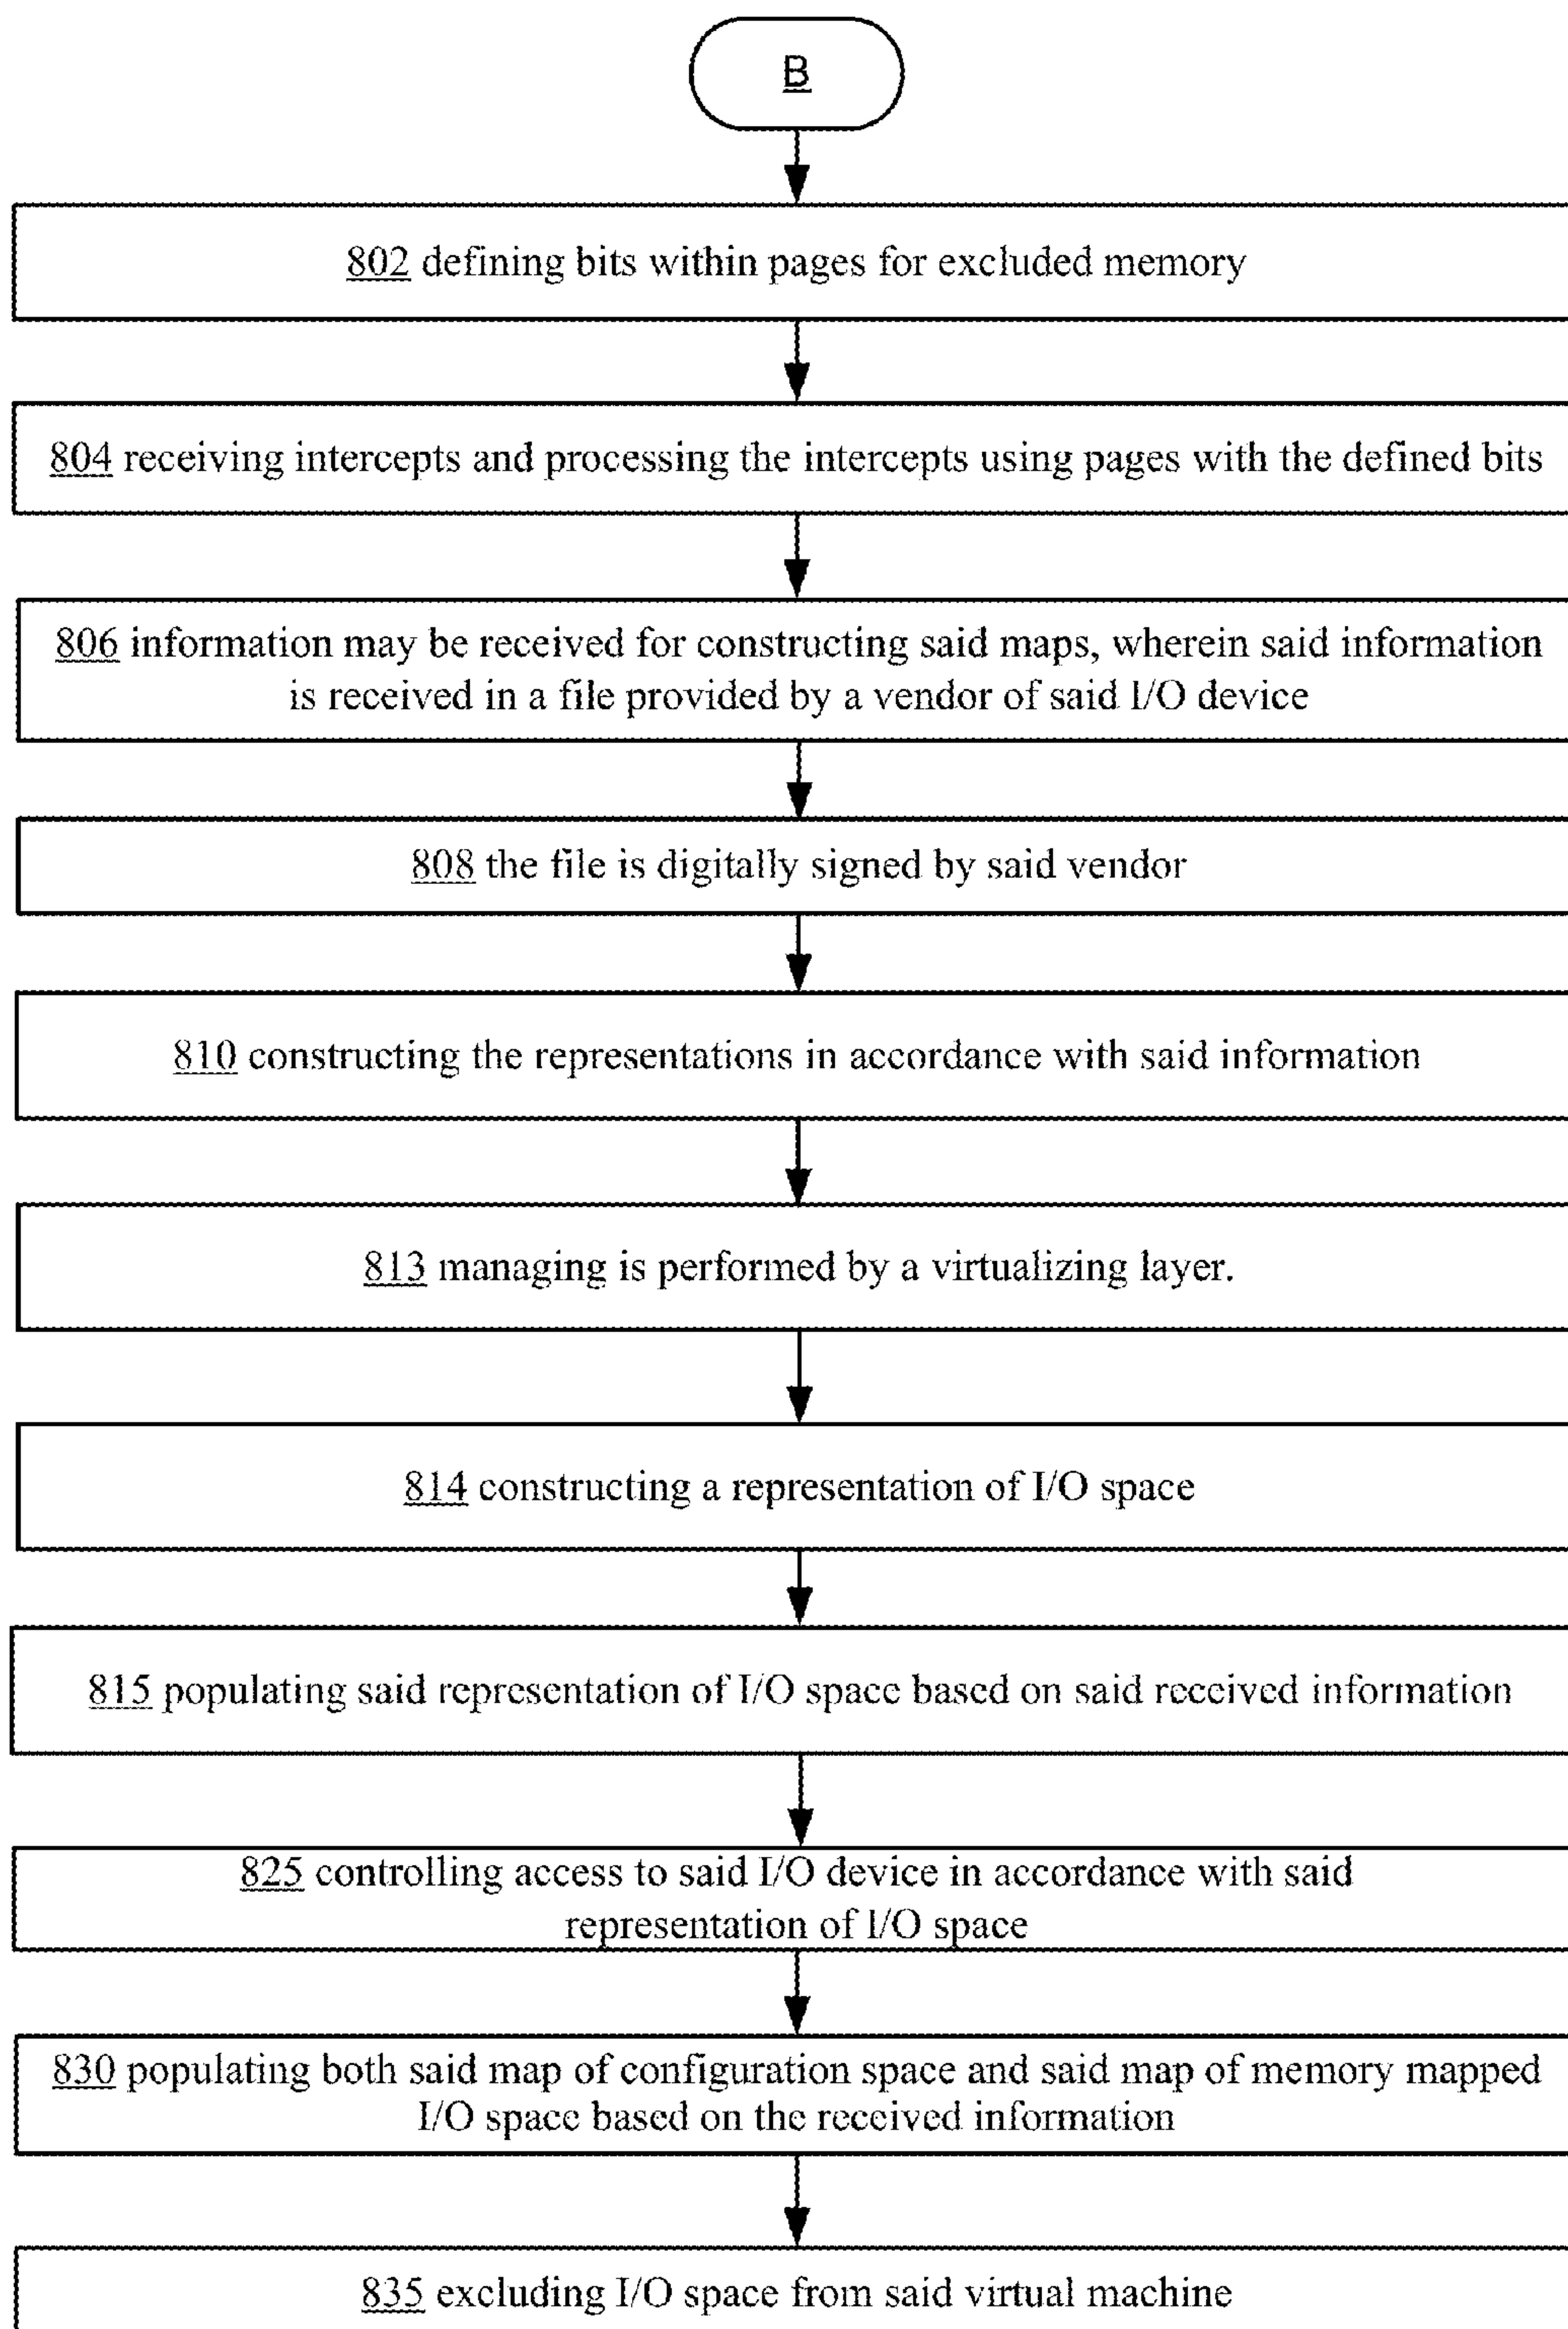 B
802 defining bits within pages for excluded memory
804 receiving intercepts and processing the intercepts using pages with the defined bits
806 information may be received for constructing said maps, wherein said information
is received in a file provided by a vendor of said I/O device
808 the file is digitally signed by said vendor
810 constructing the representations in accordance with said information
813 managing is performed by a virtualizing layer.
814 constructing a representation of I/O space
815 populating said representation of I/O space based on said received information
825 controlling access to said I/O device in accordance with said
representation of I/O space
830 populating both said map of configuration space and said map of memory mapped
I/O space based on the received information
835 excluding I/O space from said virtual machine